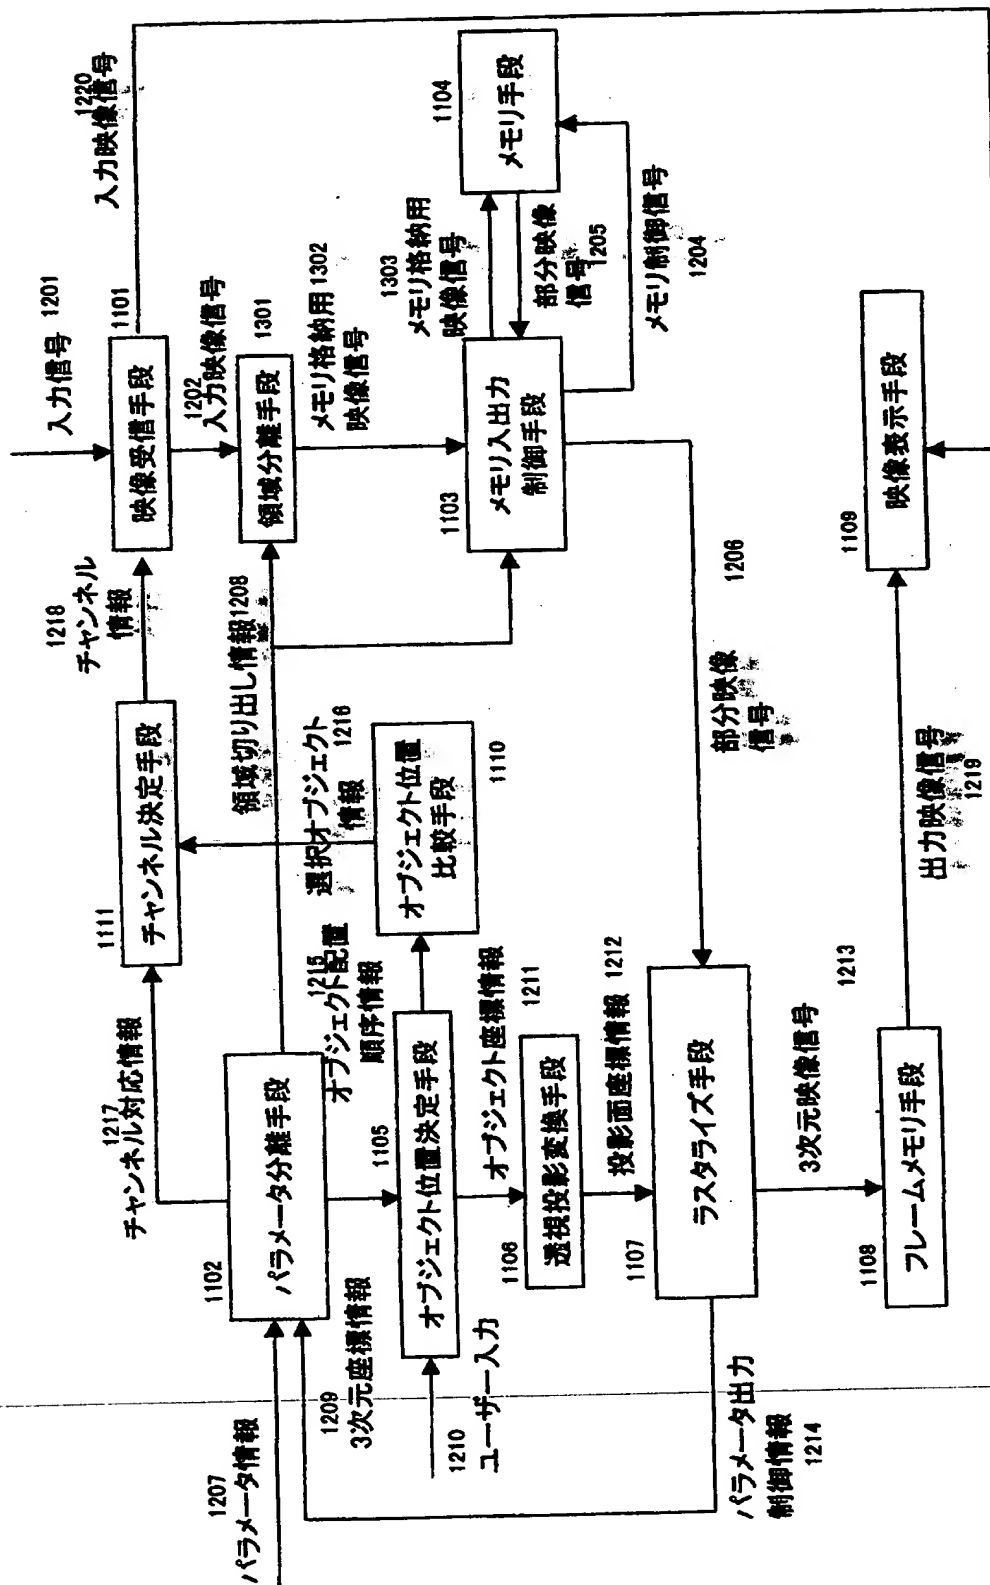 1207
パラメータ情報
1217
チャンネル対応情報
1218
チャンネル
情報
入力信号 1201
1220
入力映像信号
1102
パラメータ分離手段
1111
チャンネル決定手段
映像受信手段
1101
1202
入力映像信号
領域切り出し情報1208
領域分離手段
1301
メモリ格納用1302
映像信号
1209
3次元座標情報
1215
オブジェクト配置
順序情報
選択オブジェクト
情報
1216
1210
ユーザー入力
1105
オブジェクト位置決定手段
オブジェクト位置
比較手段
1110
1103
メモリ入出力
制御手段
1303
メモリ格納用
映像信号
部分映像
信号
1205
1104
メモリ手段
メモリ制御信号
1204
オブジェクト座標情報
1211
1106
透視投影変換手段
投影面座標情報 1212
1206
部分映像
信号
1107
ラスタライズ手段
パラメータ出力
制御情報
1214
3次元映像信号
1213
1108
フレームメモリ手段
出力映像信号
1219
1109
映像表示手段